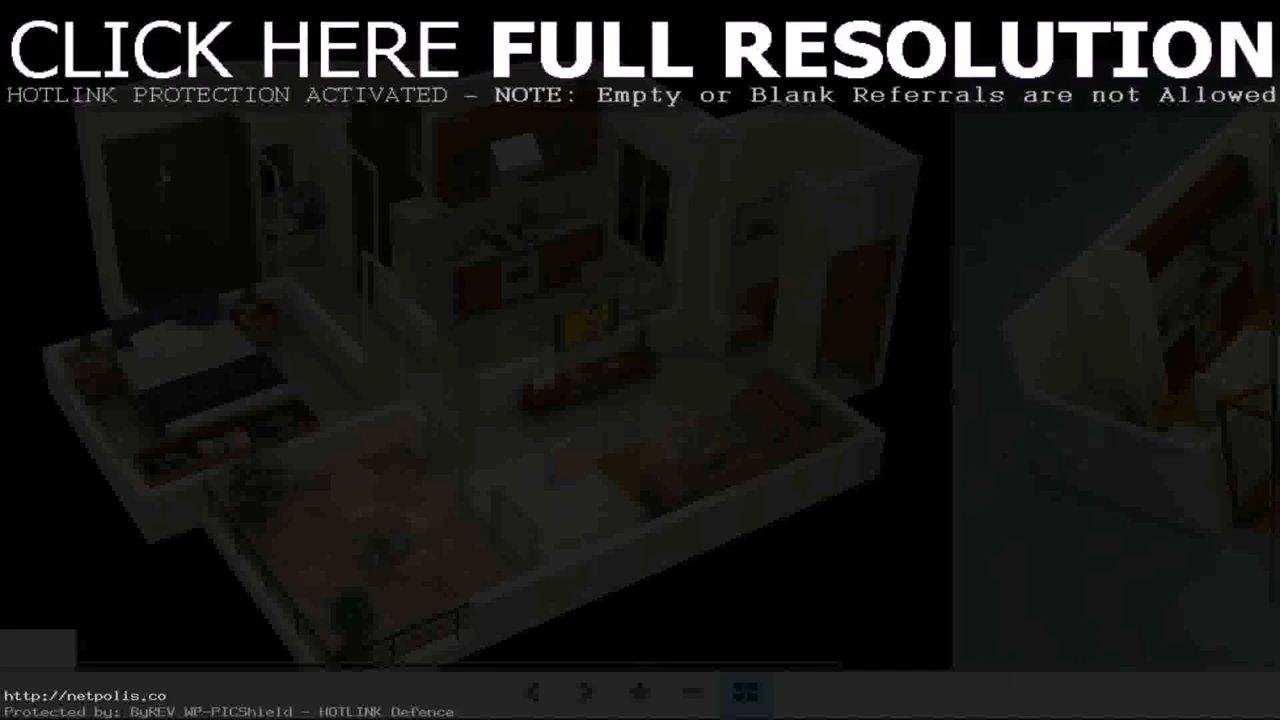 CLICK HERE FULL RESOLUTION
HOTLINK PROTECTION ACTIVATED – NOTE: Empty or Blank Referrals are not Allowed
http://netpolis.co
Protected by: ByREV WP-PICShield – HOTLINK Defence